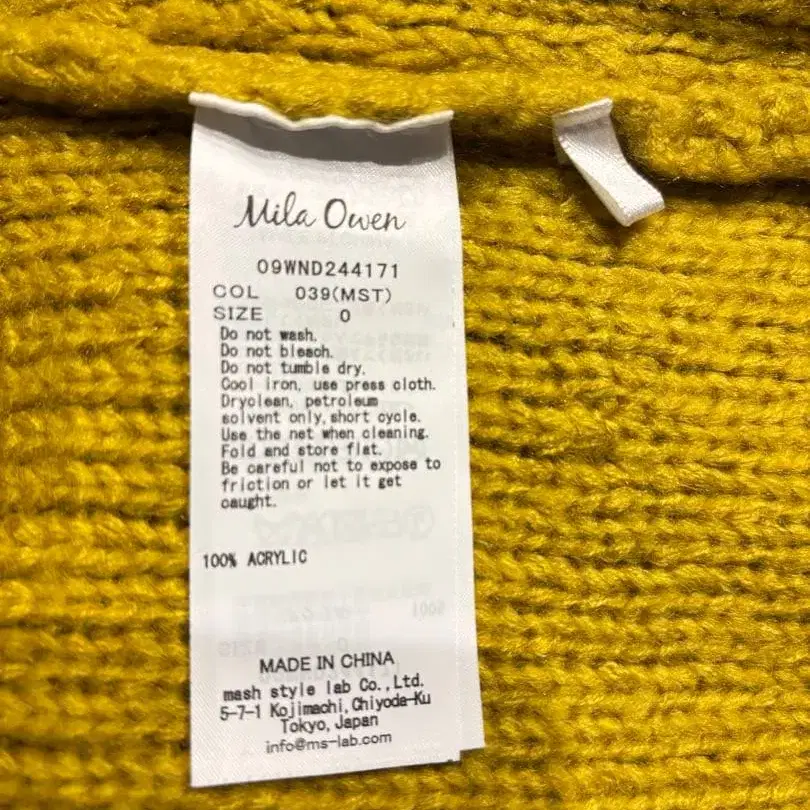 Mila Owen
09WND244171
COL 039(MST)
SIZE 0
Do not wash.
Do not bleach.
Do not tumble dry.
Cool iron, use press cloth.
Dryclean, petroleum
solvent only,short cycle.
Use the net when cleaning.
Fold and store flat.
Be careful not to expose to
friction or let it get
caught.
100% ACRYLIC
MADE IN CHINA
mash style lab Co.,Ltd.
5-7-1 Kojimachi,Chiyoda-Ku
Tokyo,Japan
info@ms-lab.com